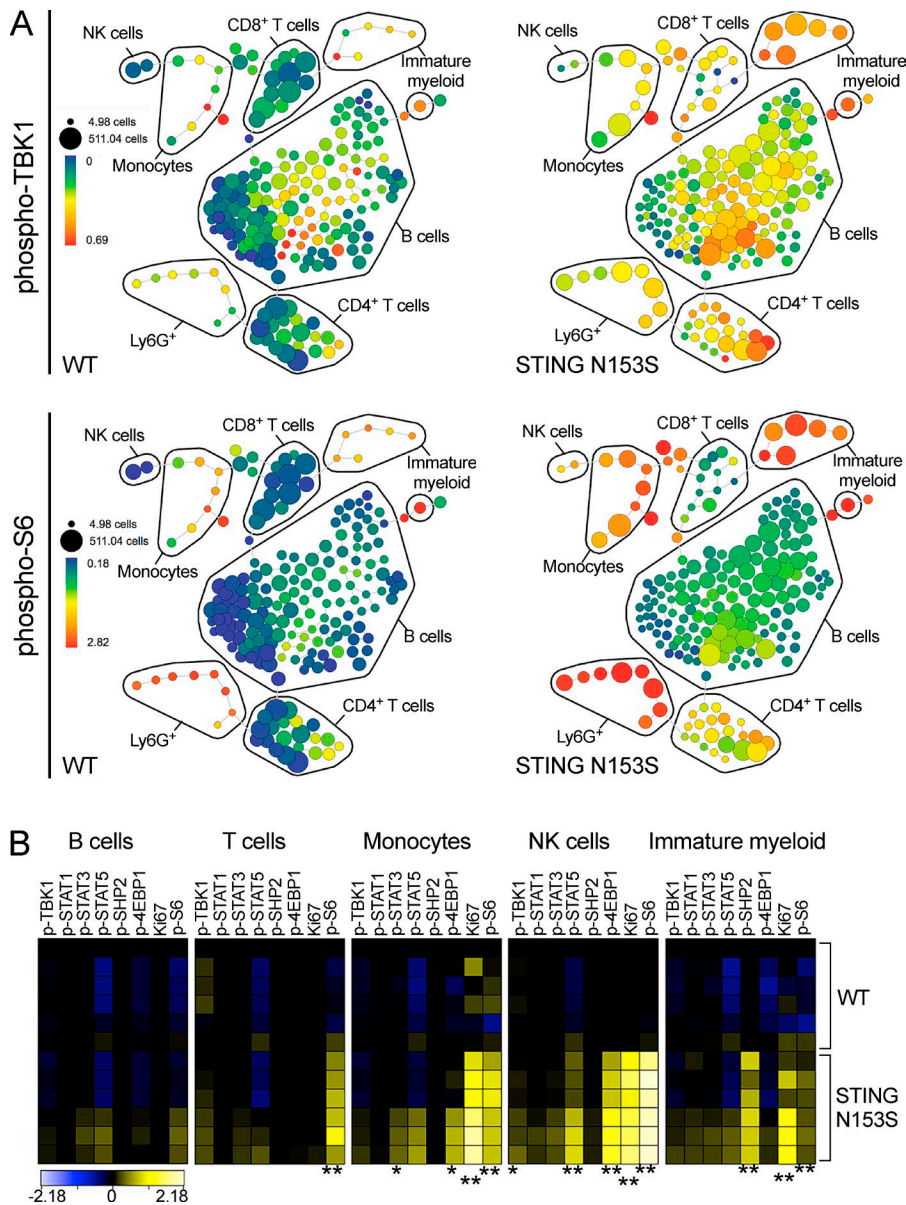 A
phospho-TBK1
NK cells
CD8+ T cells
Immature
myeloid
4.98 cells
511.04 cells
0
0.69
Monocytes
B cells
CD4+ T cells
Ly6G+
WT
NK cells
CD8+ T cells
Immature
myeloid
Monocytes
B cells
CD4+ T cells
Ly6G+
STING N153S
phospho-S6
NK cells
CD8+ T cells
Immature
myeloid
4.98 cells
511.04 cells
0.18
2.82
Monocytes
B cells
CD4+ T cells
Ly6G+
WT
NK cells
CD8+ T cells
Immature
myeloid
Monocytes
B cells
CD4+ T cells
Ly6G+
STING N153S
B
B cells
T cells
Monocytes
NK cells
Immature myeloid
p-TBK1
p-STAT1
p-STAT3
p-STAT5
p-SHP2
p-4EBP1
Ki67
p-S6
p-TBK1
p-STAT1
p-STAT3
p-STAT5
p-SHP2
p-4EBP1
Ki67
p-S6
p-TBK1
p-STAT1
p-STAT3
p-STAT5
p-SHP2
p-4EBP1
Ki67
p-S6
p-TBK1
p-STAT1
p-STAT3
p-STAT5
p-SHP2
p-4EBP1
Ki67
p-S6
p-TBK1
p-STAT1
p-STAT3
p-STAT5
p-SHP2
p-4EBP1
Ki67
p-S6
WT
STING
N153S
** * * ** ** * ** ** ** ** ** ** **
-2.18 0 2.18